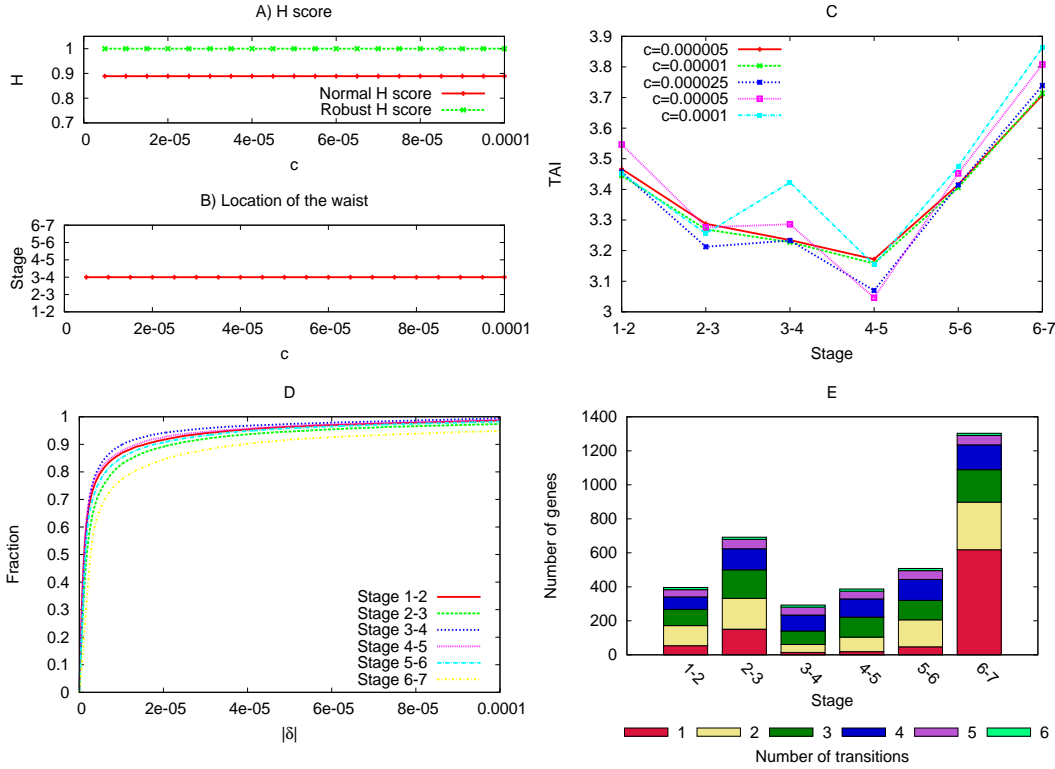 A) H score
1
0.9
0.8
0.7
H
Normal H score
Robust H score
0
2e-05
4e-05
6e-05
8e-05
0.0001
c
B) Location of the waist
6-7
5-6
4-5
3-4
2-3
1-2
Stage
0
2e-05
4e-05
6e-05
8e-05
0.0001
c
C
3.9
3.8
3.7
3.6
3.5
3.4
3.3
3.2
3.1
3
TAI
c=0.000005
c=0.00001
c=0.000025
c=0.00005
c=0.0001
1-2
2-3
3-4
4-5
5-6
6-7
Stage
D
1
0.9
0.8
0.7
0.6
0.5
0.4
0.3
0.2
0.1
0
Fraction
Stage 1-2
Stage 2-3
Stage 3-4
Stage 4-5
Stage 5-6
Stage 6-7
0
2e-05
4e-05
6e-05
8e-05
0.0001
|δ|
E
1400
1200
1000
800
600
400
200
0
Number of genes
1-2
2-3
3-4
4-5
5-6
6-7
Stage
1 2 3 4 5 6
Number of transitions